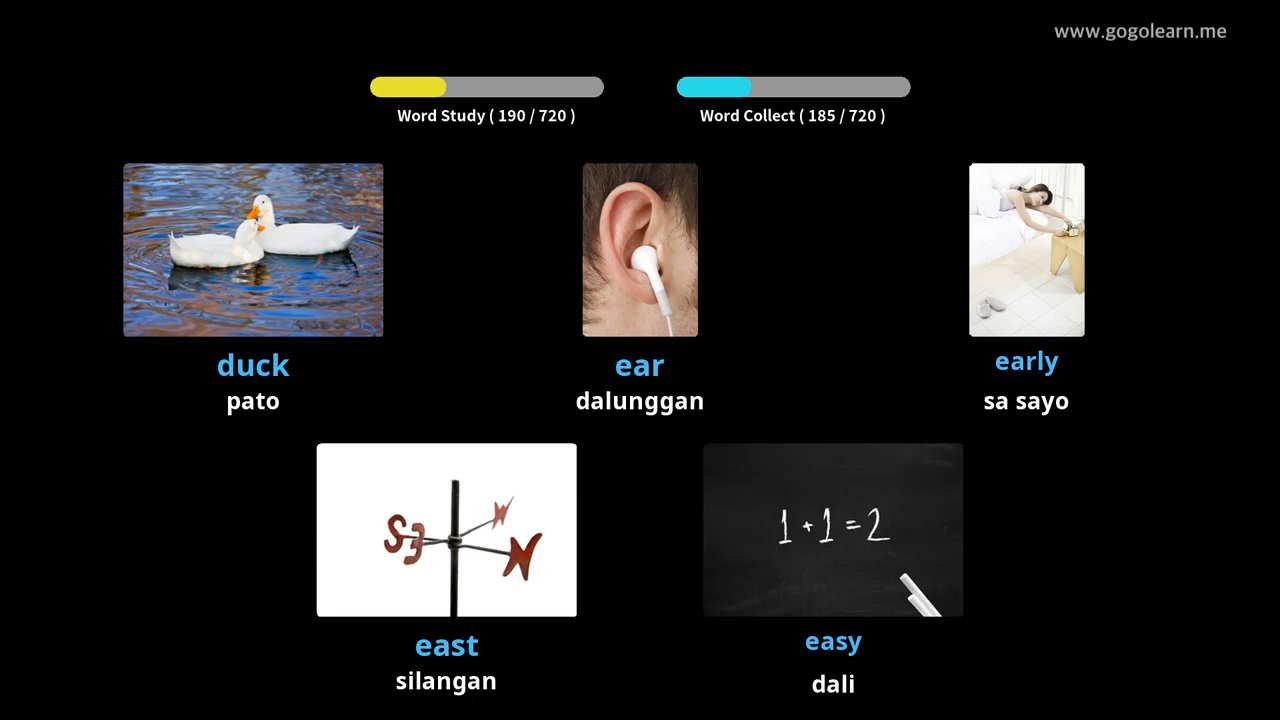 www.gogolearn.me
Word Study ( 190 / 720 )
Word Collect ( 185 / 720 )
duck
pato
ear
dalunggan
early
sa sayo
S
E
N
east
silangan
1 + 1 = 2
easy
dali